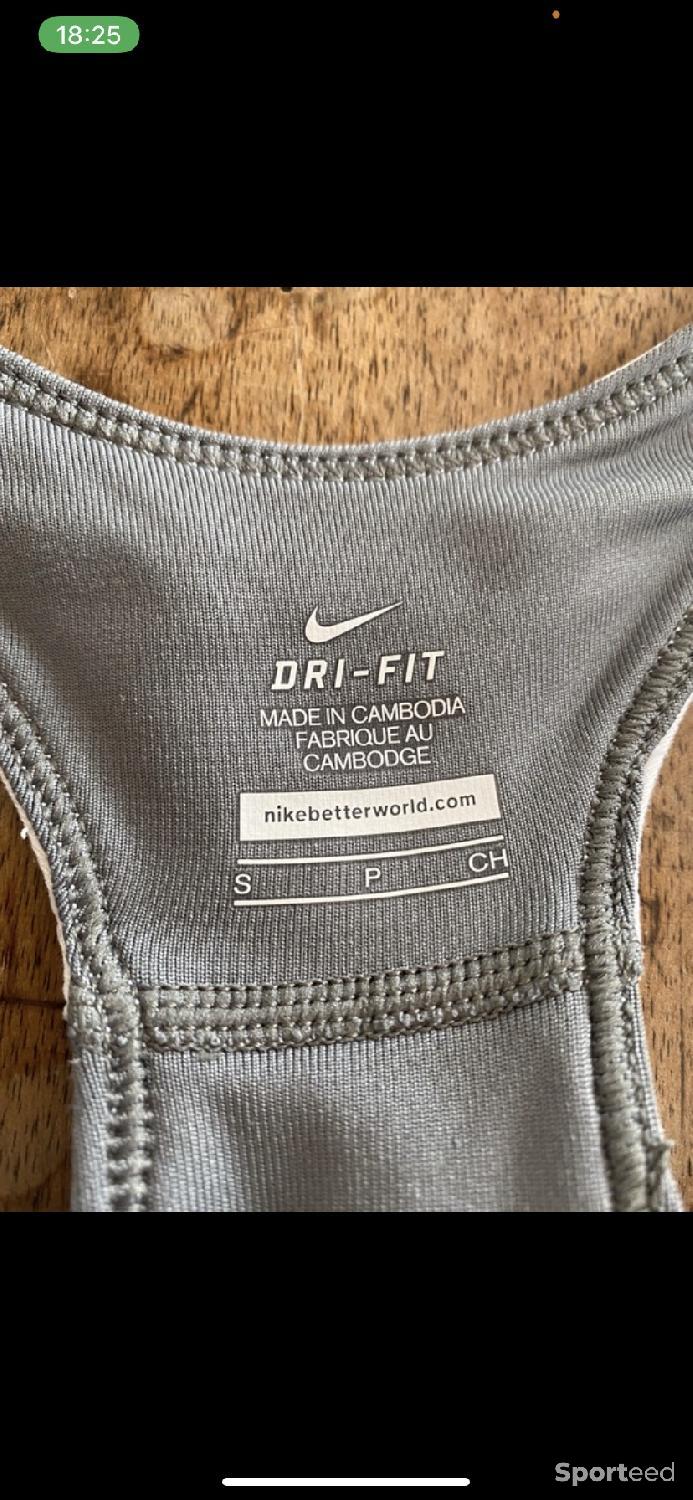 18:25
DRI-FIT
MADE IN CAMBODIA
FABRIQUE AU
CAMBODGE
nikebetterworld.com
S P CH
Sporteed